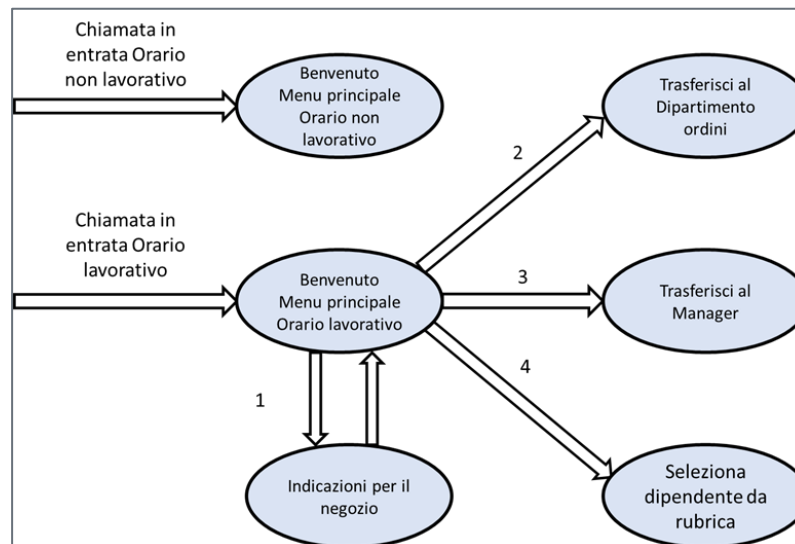 Chiamata in
entrata Orario
non lavorativo
Benvenuto
Menu principale
Orario non
lavorativo
Trasferisci al
Dipartimento
ordini
2
Chiamata in
entrata Orario
lavorativo
Benvenuto
Menu principale
Orario lavorativo
3
Trasferisci al
Manager
4
1
Indicazioni per il
negozio
Seleziona
dipendente da
rubrica